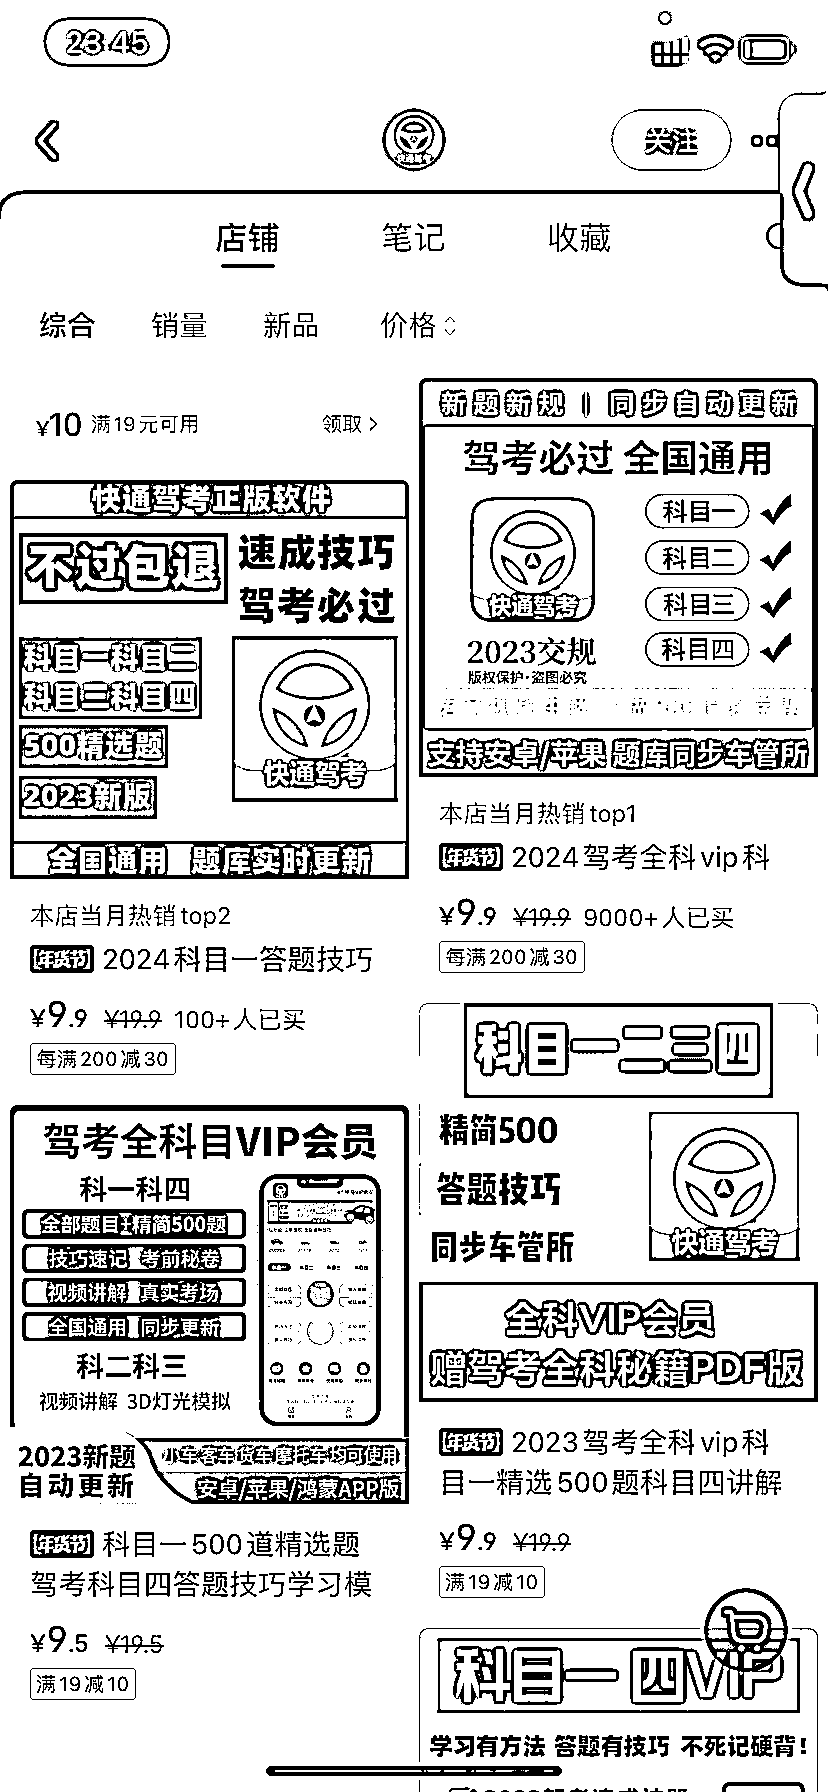 23:45
快通驾考
关注
店铺 笔记 收藏
综合 销量 新品 价格
¥10 满19元可用 领取
快通驾考正版软件
不过包退
速成技巧
驾考必过
科目一科目二
科目三科目四
500精选题
2023新版
快通驾考
全国通用 题库实时更新
本店当月热销top2
年货节 2024科目一答题技巧
¥9.9 ¥19.9 100+人已买
每满200减30
新题新规 | 同步自动更新
驾考必过 全国通用
科目一
科目二
科目三
科目四
快通驾考
2023交规
版权保护·盗图必究
支持安卓/苹果 题库同步车管所
本店当月热销top1
年货节 2024驾考全科vip科
¥9.9 ¥19.9 9000+人已买
每满200减30
驾考全科目VIP会员
科一科四
全部题目 精简500题
技巧速记 考前秘卷
视频讲解 真实考场
全国通用 同步更新
科二科三
视频讲解 3D灯光模拟
2023新题
自动更新
小车客车货车摩托车均可使用
安卓/苹果/鸿蒙APP版
年货节 科目一500道精选题
驾考科目四答题技巧学习模
¥9.5 ¥19.5
满19减10
科目一二三四
精简500
答题技巧
同步车管所
快通驾考
全科VIP会员
赠驾考全科秘籍PDF版
年货节 2023驾考全科vip科
目一精选500题科目四讲解
¥9.9 ¥19.9
满19减10
科目一 四VIP
学习有方法 答题有技巧 不死记硬背!